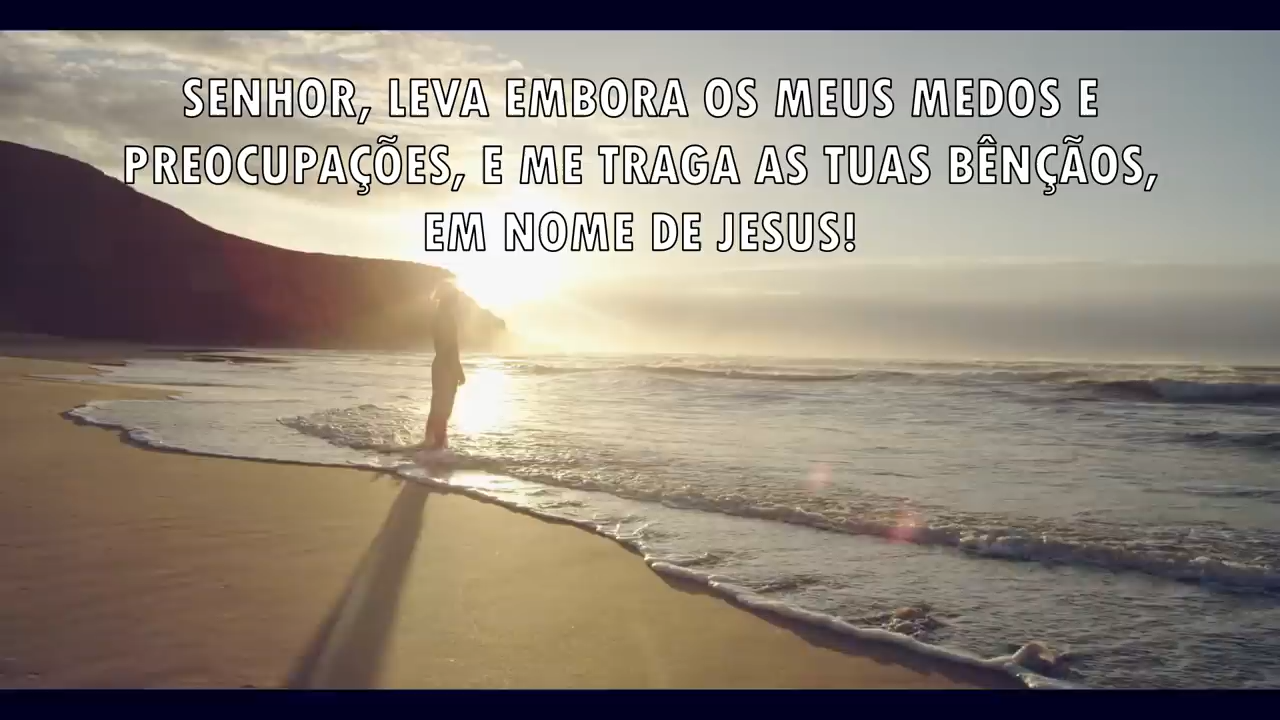 SENHOR, LEVA EMBORA OS MEUS MEDOS E
PREOCUPAÇÕES, E ME TRAGA AS TUAS BÊNÇÃOS,
EM NOME DE JESUS!